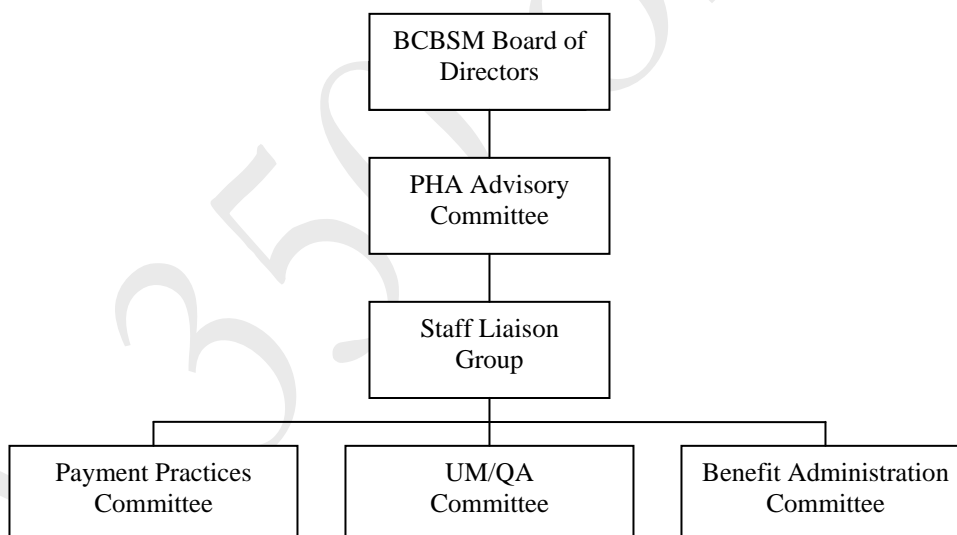 BCBSM Board of
Directors
PHA Advisory
Committee
Staff Liaison
Group
Payment Practices
Committee
UM/QA
Committee
Benefit Administration
Committee